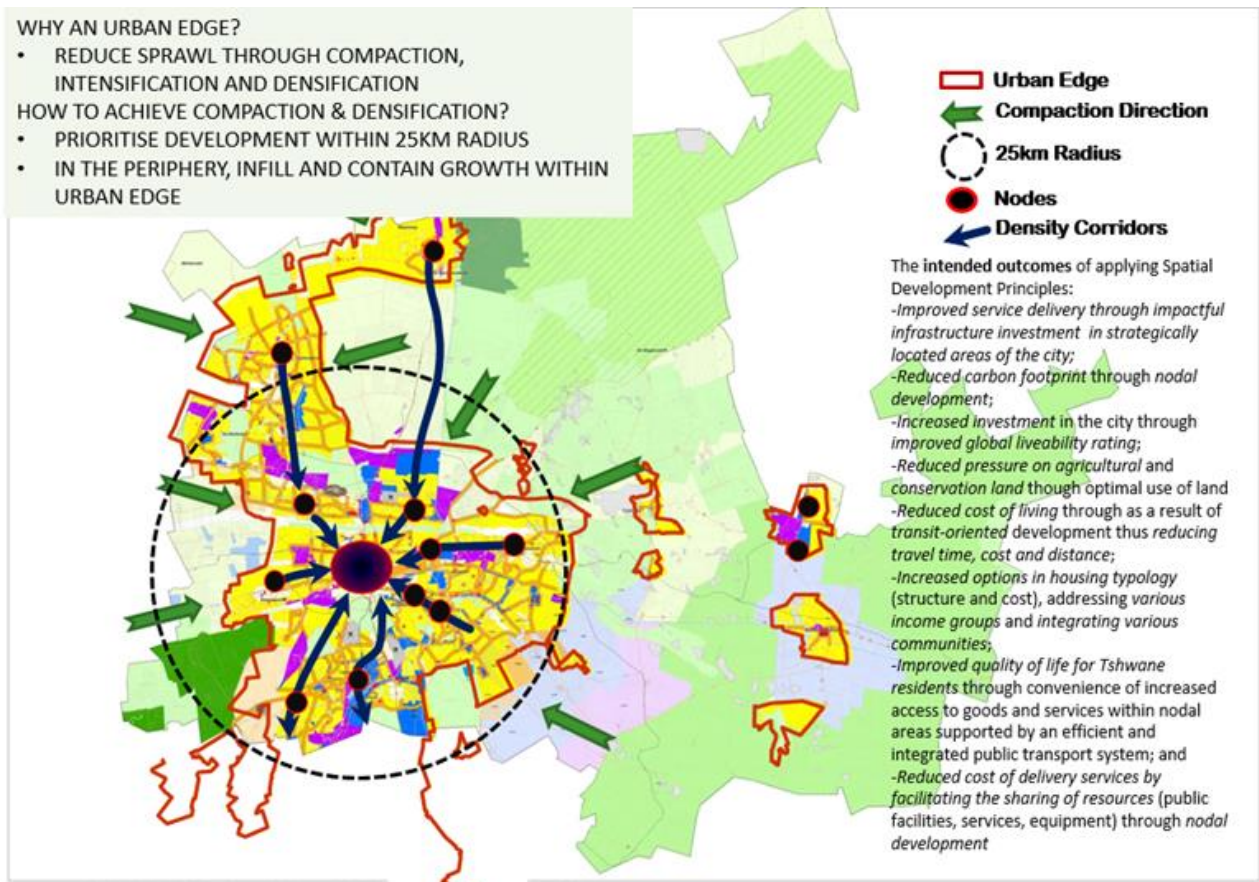 WHY AN URBAN EDGE?
• REDUCE SPRAWL THROUGH COMPACTION,
INTENSIFICATION AND DENSIFICATION
HOW TO ACHIEVE COMPACTION & DENSIFICATION?
• PRIORITISE DEVELOPMENT WITHIN 25KM RADIUS
• IN THE PERIPHERY, INFILL AND CONTAIN GROWTH WITHIN
URBAN EDGE
Urban Edge
Compaction Direction
25km Radius
Nodes
Density Corridors
The intended outcomes of applying Spatial
Development Principles:
-Improved service delivery through impactful
infrastructure investment in strategically
located areas of the city;
-Reduced carbon footprint through nodal
development;
-Increased investment in the city through
improved global liveability rating;
-Reduced pressure on agricultural and
conservation land though optimal use of land
-Reduced cost of living through as a result of
transit-oriented development thus reducing
travel time, cost and distance;
-Increased options in housing typology
(structure and cost), addressing various
income groups and integrating various
communities;
-Improved quality of life for Tshwane
residents through convenience of increased
access to goods and services within nodal
areas supported by an efficient and
integrated public transport system; and
-Reduced cost of delivery services by
facilitating the sharing of resources (public
facilities, services, equipment) through nodal
development